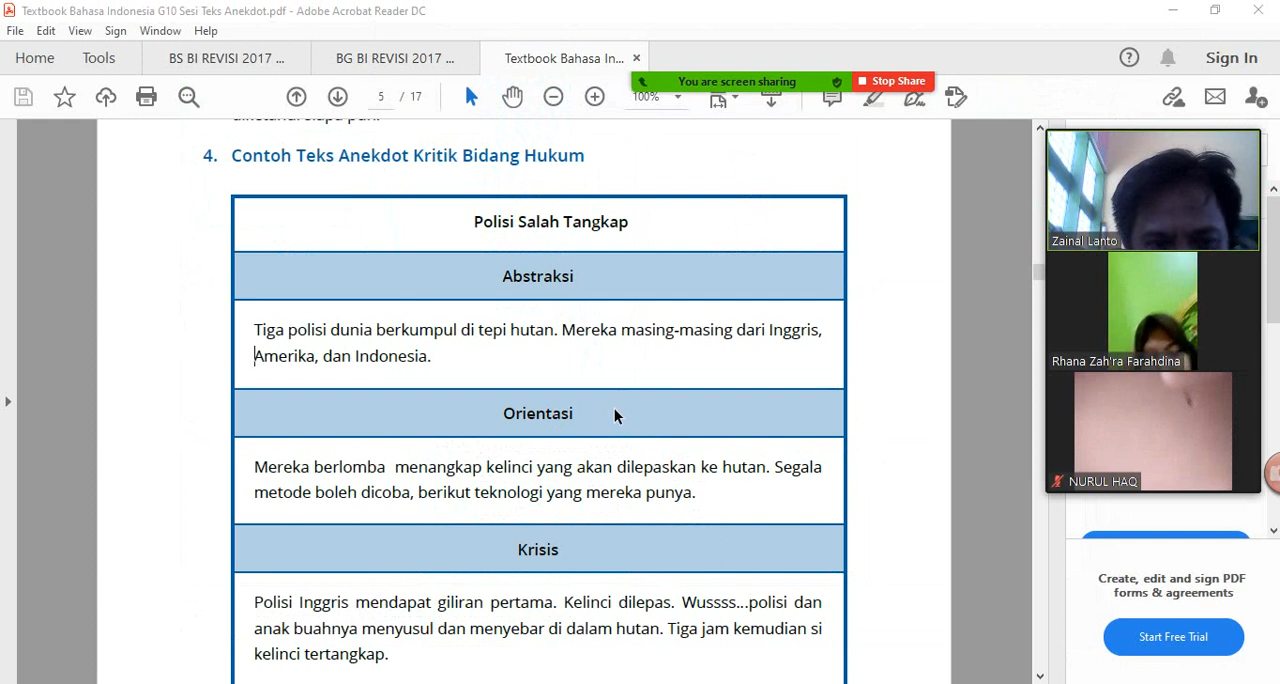 Textbook Bahasa Indonesia G10 Sesi Teks Anekdot.pdf - Adobe Acrobat Reader DC
File Edit View Sign Window Help
Home Tools BS BI REVISI 2017 ... BG BI REVISI 2017 ... Textbook Bahasa In... Sign In
You are screen sharing Stop Share
5 / 17 100%
4. Contoh Teks Anekdot Kritik Bidang Hukum
Polisi Salah Tangkap
Abstraksi
Tiga polisi dunia berkumpul di tepi hutan. Mereka masing-masing dari Inggris,
Amerika, dan Indonesia.
Orientasi
Mereka berlomba menangkap kelinci yang akan dilepaskan ke hutan. Segala
metode boleh dicoba, berikut teknologi yang mereka punya.
Krisis
Polisi Inggris mendapat giliran pertama. Kelinci dilepas. Wussss...polisi dan
anak buahnya menyusul dan menyebar di dalam hutan. Tiga jam kemudian si
kelinci tertangkap.
Zainal Lanto
Rhana Zah'ra Farahdina
NURUL HAQ
Create, edit and sign PDF
forms & agreements
Start Free Trial